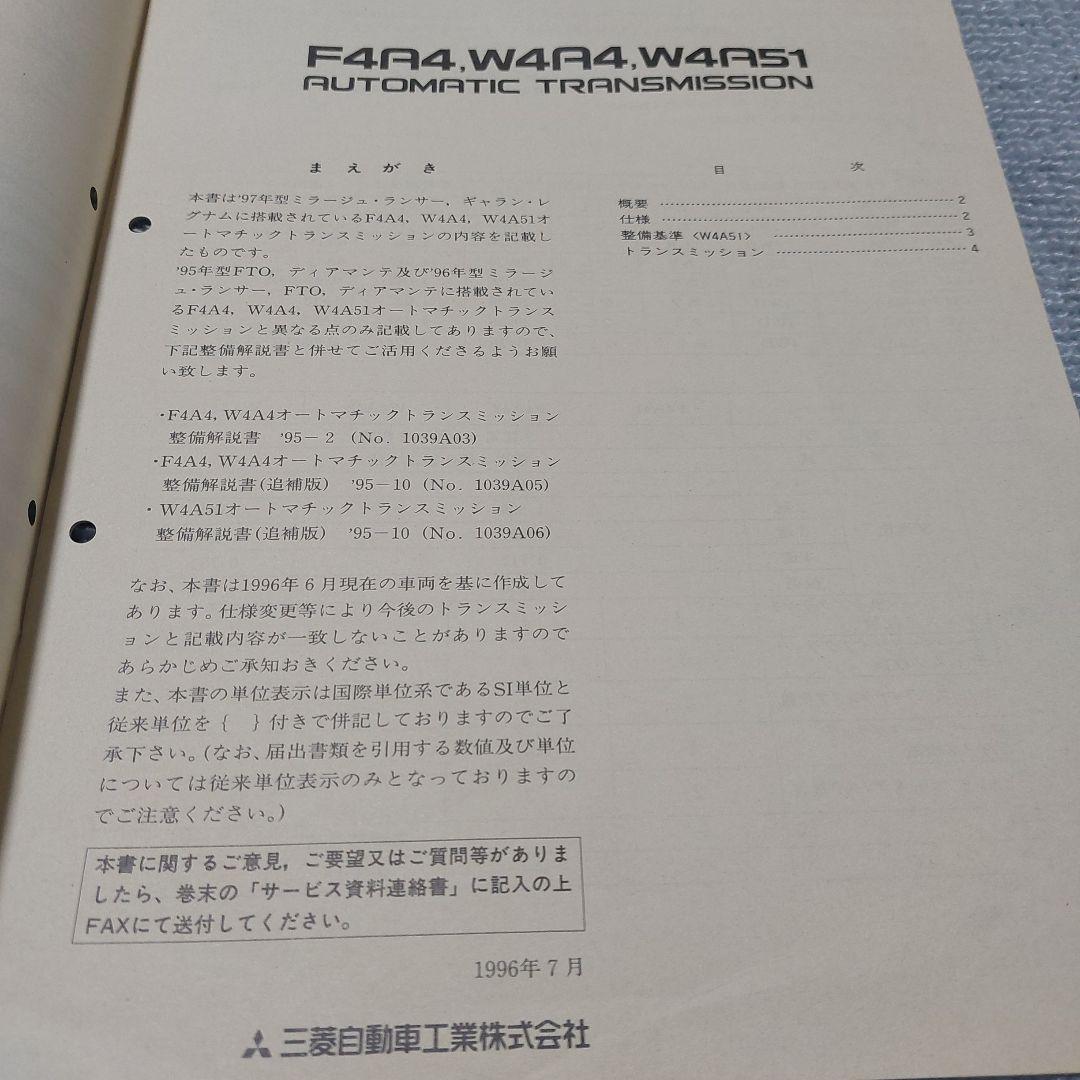 F4A4, W4A4, W4A51
AUTOMATIC TRANSMISSION
まえがき
本書は'97年型ミラージュ・ランサー, ギャラン・レ
グナムに搭載されているF4A4, W4A4, W4A51オ
ートマチックトランスミッションの内容を記載し
たものです。
'95年型FTO, ディアマンテ及び'96年型ミラージ
ュ・ランサー, FTO, ディアマンテに搭載されてい
るF4A4, W4A4, W4A51オートマチックトランス
ミッションと異なる点のみ記載してありますので、
下記整備解説書と併せてご活用くださるようお願
い致します。
・F4A4, W4A4オートマチックトランスミッション
整備解説書 '95－2 (No. 1039A03)
・F4A4, W4A4オートマチックトランスミッション
整備解説書(追補版) '95－10 (No. 1039A05)
・W4A51オートマチックトランスミッション
整備解説書(追補版) '95－10 (No. 1039A06)
なお、本書は1996年6月現在の車両を基に作成して
あります。仕様変更等により今後のトランスミッシ
ョンと記載内容が一致しないことがありますので
あらかじめご承知おきください。
また、本書の単位表示は国際単位系であるSI単位と
従来単位を { } 付きで併記しておりますのでご了
承下さい。(なお、届出書類を引用する数値及び単位
については従来単位表示のみとなっておりますの
でご注意ください。)
本書に関するご意見, ご要望又はご質問等がありま
したら、巻末の「サービス資料連絡書」に記入の上
FAXにて送付してください。
1996年7月
三菱自動車工業株式会社
目次
概要 …… 2
仕様 …… 2
整備基準〈W4A51〉 …… 3
トランスミッション …… 4